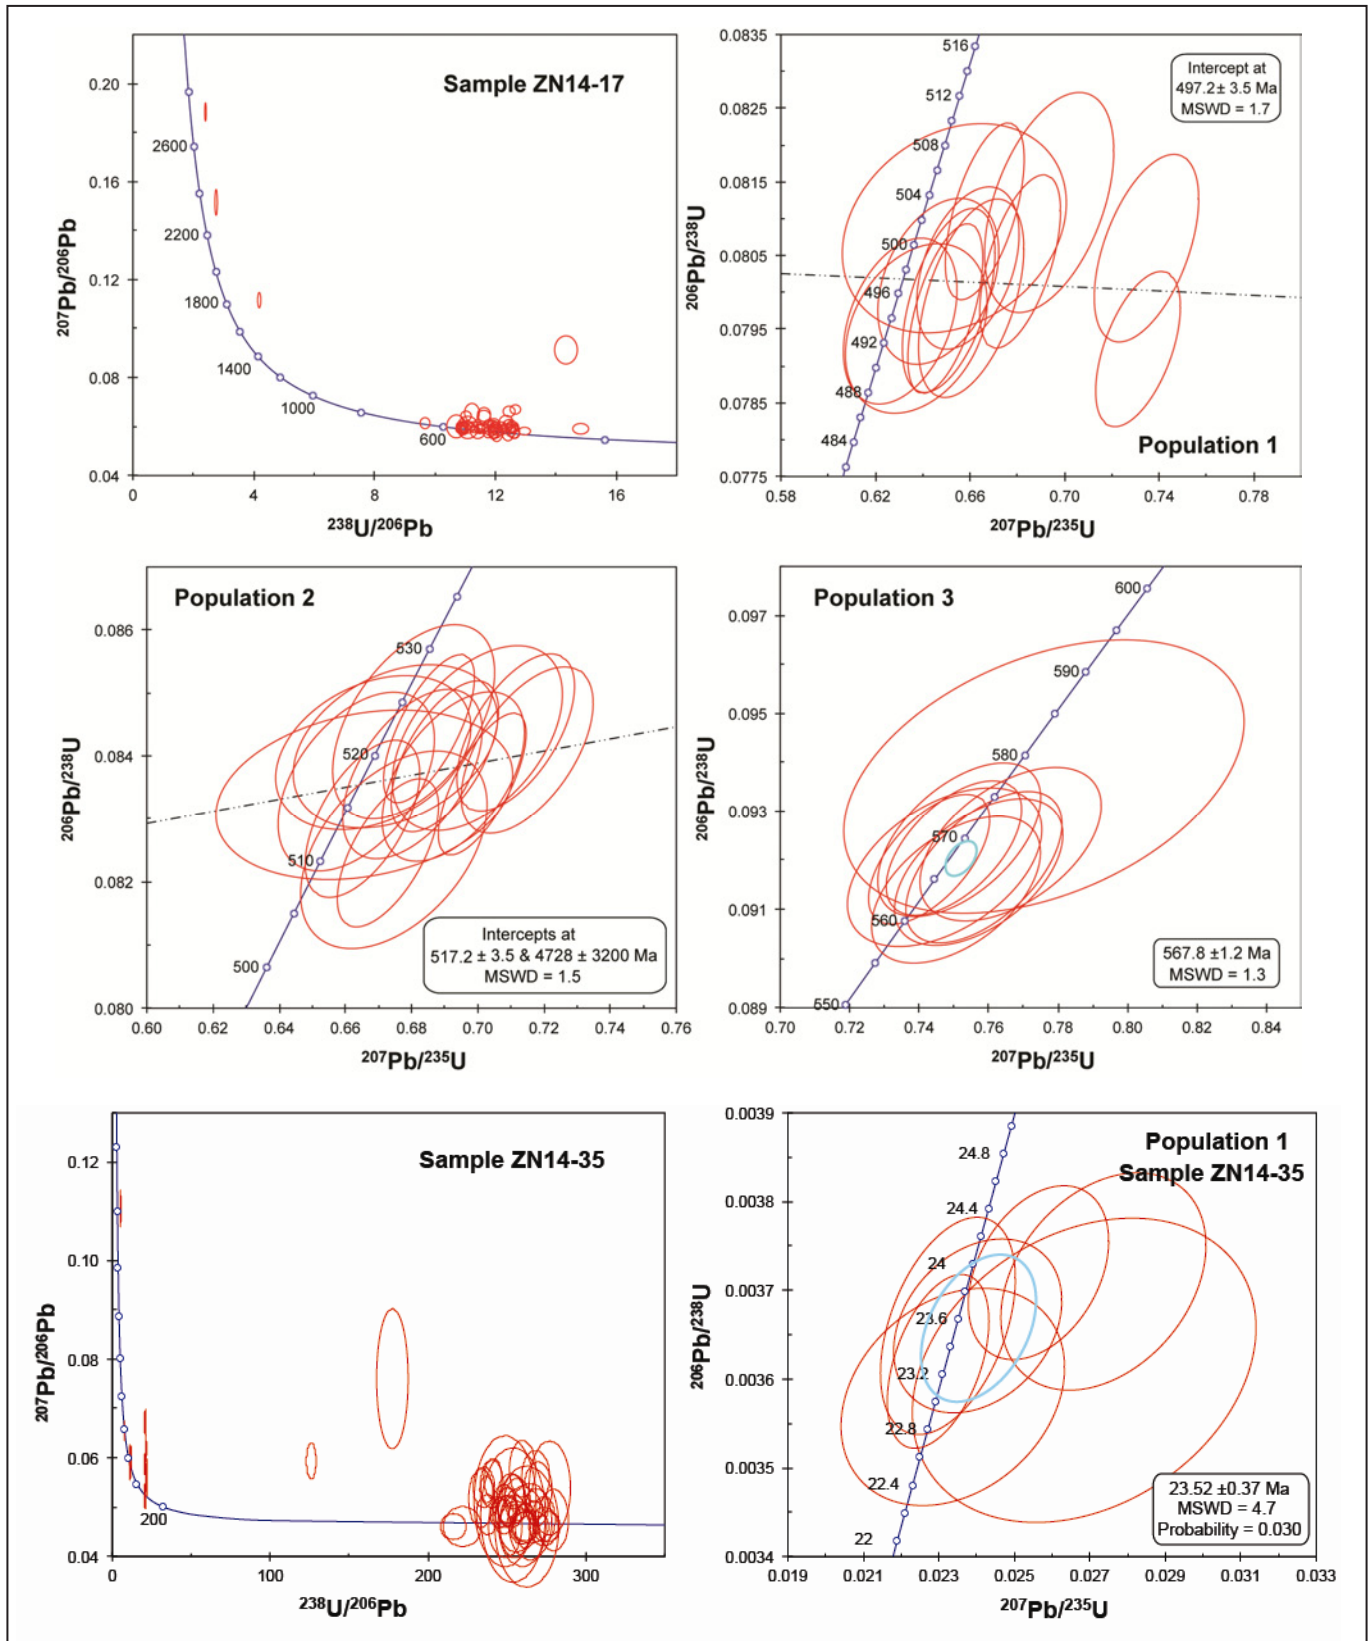 Sample ZN14-17
0.20
0.16
0.12
0.08
0.04
2600
2200
1800
1400
1000
600
0 4 8 12 16
207Pb/206Pb
238U/206Pb
Intercept at
497.2± 3.5 Ma
MSWD = 1.7
0.0835
0.0825
0.0815
0.0805
0.0795
0.0785
0.0775
516
512
508
504
500
496
492
488
484
Population 1
0.58 0.62 0.66 0.70 0.74 0.78
206Pb/238U
207Pb/235U
Population 2
0.086
0.084
0.082
0.080
530
520
510
500
Intercepts at
517.2 ± 3.5 & 4728 ± 3200 Ma
MSWD = 1.5
0.60 0.62 0.64 0.66 0.68 0.70 0.72 0.74 0.76
206Pb/238U
207Pb/235U
Population 3
0.097
0.095
0.093
0.091
0.089
600
590
580
570
560
550
567.8 ±1.2 Ma
MSWD = 1.3
0.70 0.72 0.74 0.76 0.78 0.80 0.82 0.84
206Pb/238U
207Pb/235U
Sample ZN14-35
0.12
0.10
0.08
0.06
0.04
200
0 100 200 300
207Pb/206Pb
238U/206Pb
Population 1
Sample ZN14-35
0.0039
0.0038
0.0037
0.0036
0.0035
0.0034
24.8
24.4
24
23.6
23.2
22.8
22.4
22
23.52 ±0.37 Ma
MSWD = 4.7
Probability = 0.030
0.019 0.021 0.023 0.025 0.027 0.029 0.031 0.033
206Pb/238U
207Pb/235U